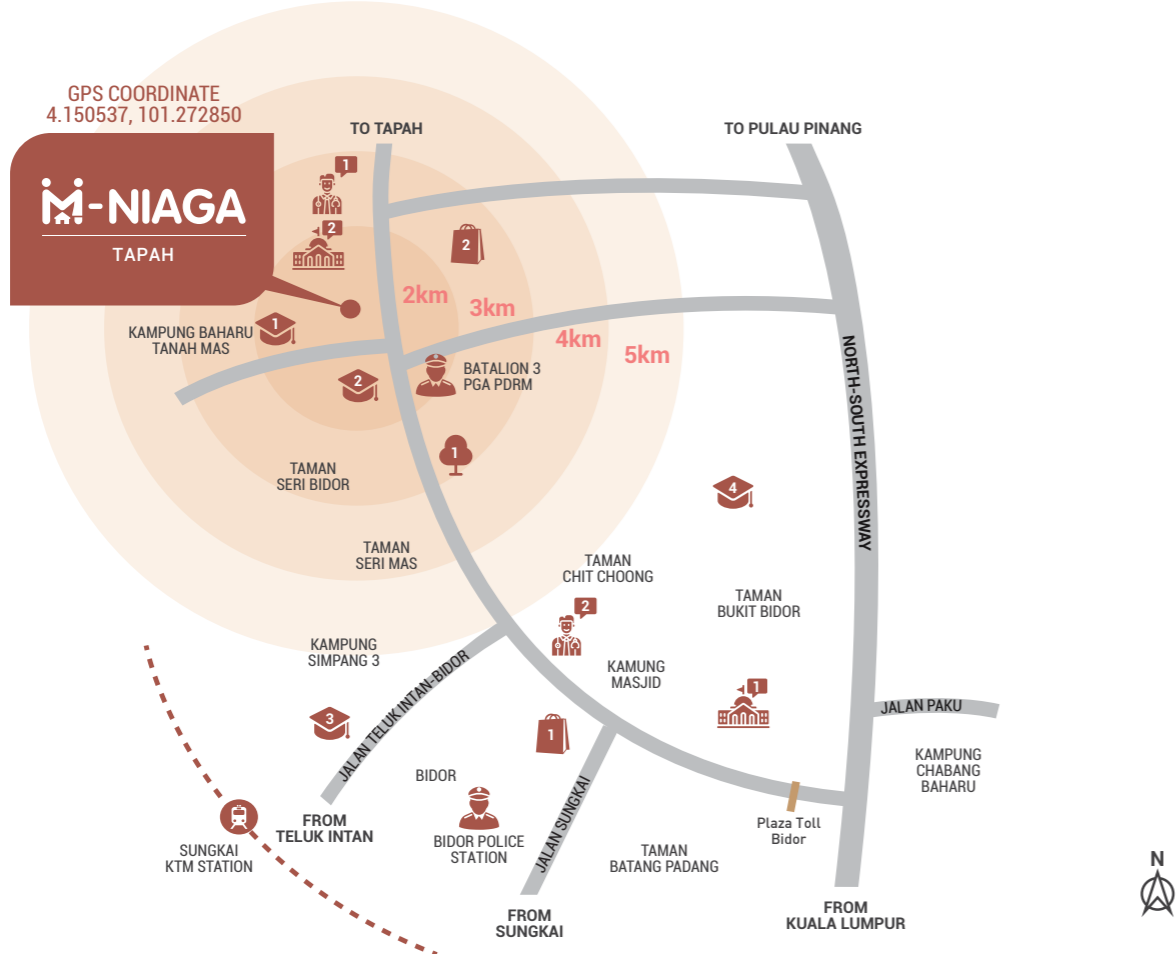 GPS COORDINATE
4.150537, 101.272850
M-NIAGA
TAPAH
TO TAPAH
TO PULAU PINANG
1
2
2
2km
3km
4km
5km
KAMPUNG BAHARU
TANAH MAS
1
2
BATALION 3
PGA PDRM
NORTH-SOUTH EXPRESSWAY
1
TAMAN
SERI BIDOR
4
TAMAN
SERI MAS
TAMAN
CHIT CHOONG
TAMAN
BUKIT BIDOR
2
KAMPUNG
SIMPANG 3
KAMUNG
MASJID
1
3
JALAN TELUK INTAN-BIDOR
1
JALAN PAKU
BIDOR
KAMPUNG
CHABANG
BAHARU
FROM
TELUK INTAN
BIDOR POLICE
STATION
JALAN SUNGKAI
Plaza Toll
Bidor
SUNGKAI
KTM STATION
TAMAN
BATANG PADANG
FROM
SUNGKAI
FROM
KUALA LUMPUR
N